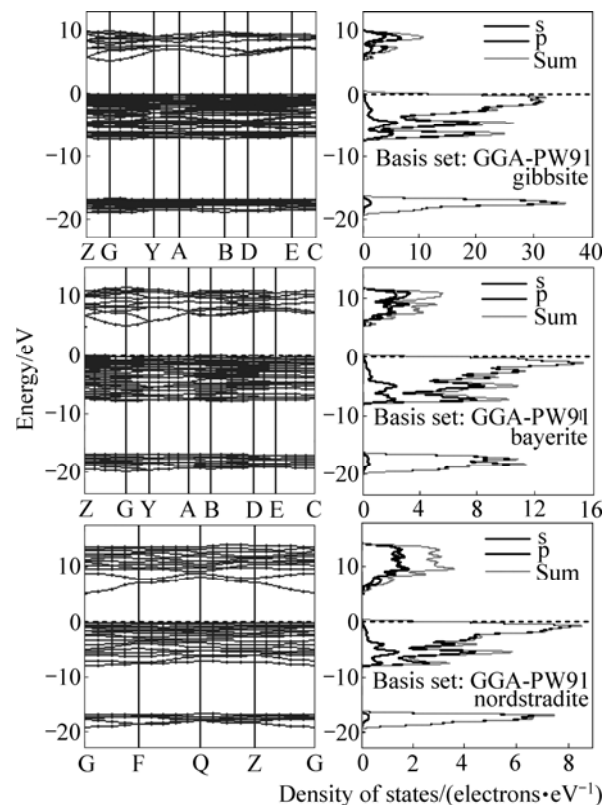 10
0
−10
−20
Z G Y A B D E C
s
p
Sum
Basis set: GGA-PW91
gibbsite
0 10 20 30 40
Energy/eV
10
0
−10
−20
Z G Y A B D E C
s
p
Sum
Basis set: GGA-PW91
bayerite
0 4 8 12 16
10
0
−10
−20
G F Q Z G
s
p
Sum
Basis set: GGA-PW91
nordstradite
0 2 4 6 8
Density of states/(electrons•eV⁻¹)